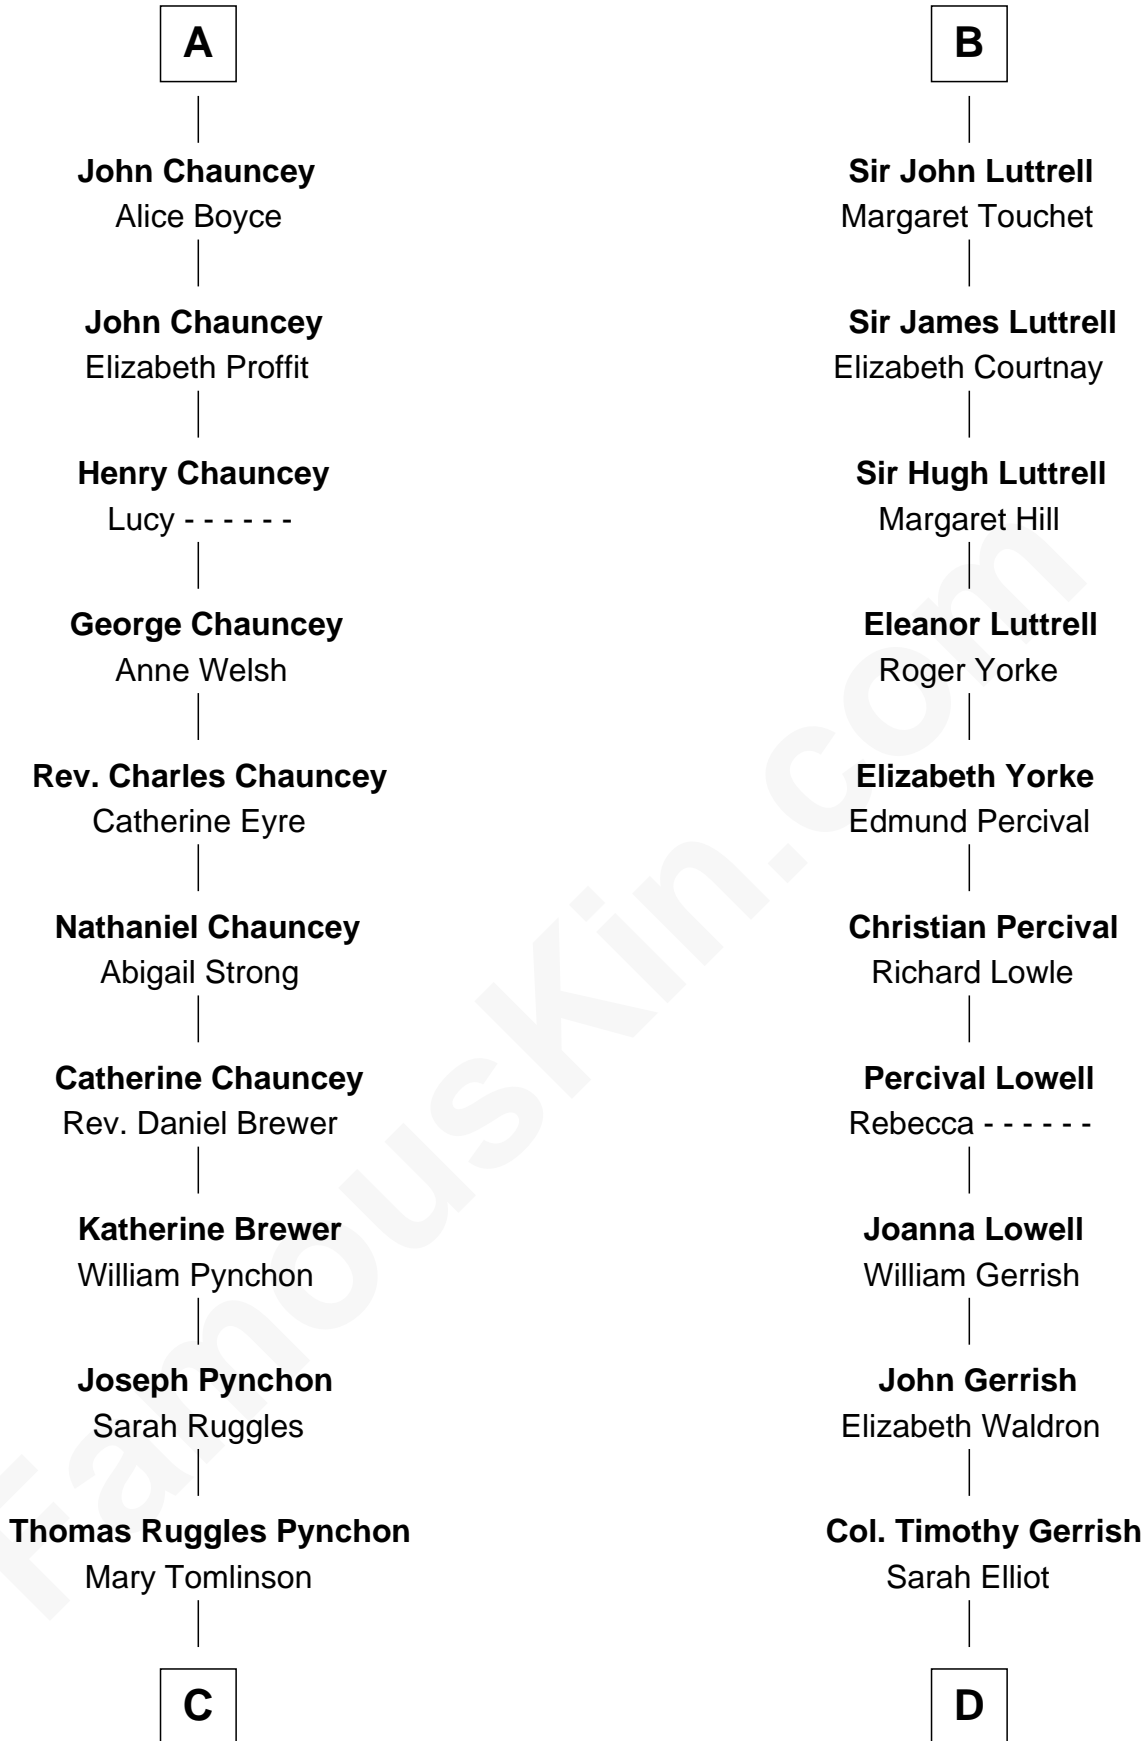 A
John Chauncey
Alice Boyce
John Chauncey
Elizabeth Proffit
Henry Chauncey
Lucy - - - - - -
George Chauncey
Anne Welsh
Rev. Charles Chauncey
Catherine Eyre
Nathaniel Chauncey
Abigail Strong
Catherine Chauncey
Rev. Daniel Brewer
Katherine Brewer
William Pynchon
Joseph Pynchon
Sarah Ruggles
Thomas Ruggles Pynchon
Mary Tomlinson
C
B
Sir John Luttrell
Margaret Touchet
Sir James Luttrell
Elizabeth Courtnay
Sir Hugh Luttrell
Margaret Hill
Eleanor Luttrell
Roger Yorke
Elizabeth Yorke
Edmund Percival
Christian Percival
Richard Lowle
Percival Lowell
Rebecca - - - - - -
Joanna Lowell
William Gerrish
John Gerrish
Elizabeth Waldron
Col. Timothy Gerrish
Sarah Elliot
D
FamousKin.com